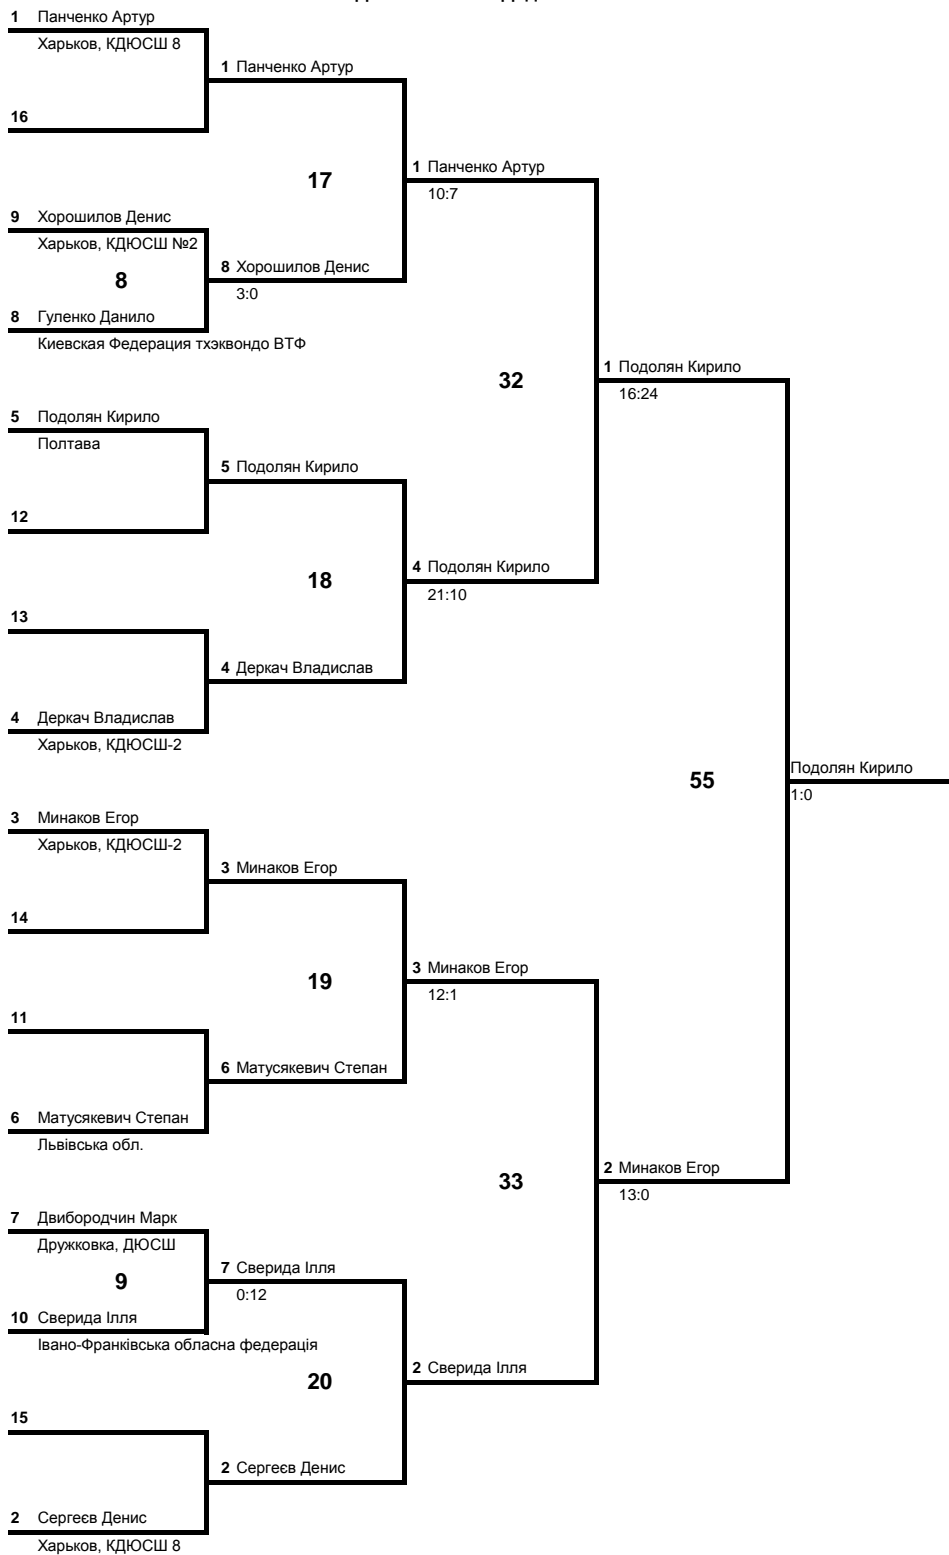 1 Панченко Артур
Харьков, КДЮСШ 8
1 Панченко Артур
16
17
1 Панченко Артур
10:7
9 Хорошилов Денис
Харьков, КДЮСШ №2
8
8 Хорошилов Денис
3:0
8 Гуленко Данило
Киевская Федерация тхэквондо ВТФ
32
1 Подолян Кирило
16:24
5 Подолян Кирило
Полтава
5 Подолян Кирило
12
18
4 Подолян Кирило
21:10
13
4 Деркач Владислав
4 Деркач Владислав
Харьков, КДЮСШ-2
55
Подолян Кирило
1:0
3 Минаков Егор
Харьков, КДЮСШ-2
3 Минаков Егор
14
19
3 Минаков Егор
12:1
11
6 Матусякевич Степан
6 Матусякевич Степан
Львівська обл.
33
2 Минаков Егор
13:0
7 Двибородчин Марк
Дружковка, ДЮСШ
9
7 Сверида Ілля
0:12
10 Сверида Ілля
Івано-Франківська обласна федерація
20
2 Сверида Ілля
15
2 Сергеєв Денис
2 Сергеєв Денис
Харьков, КДЮСШ 8